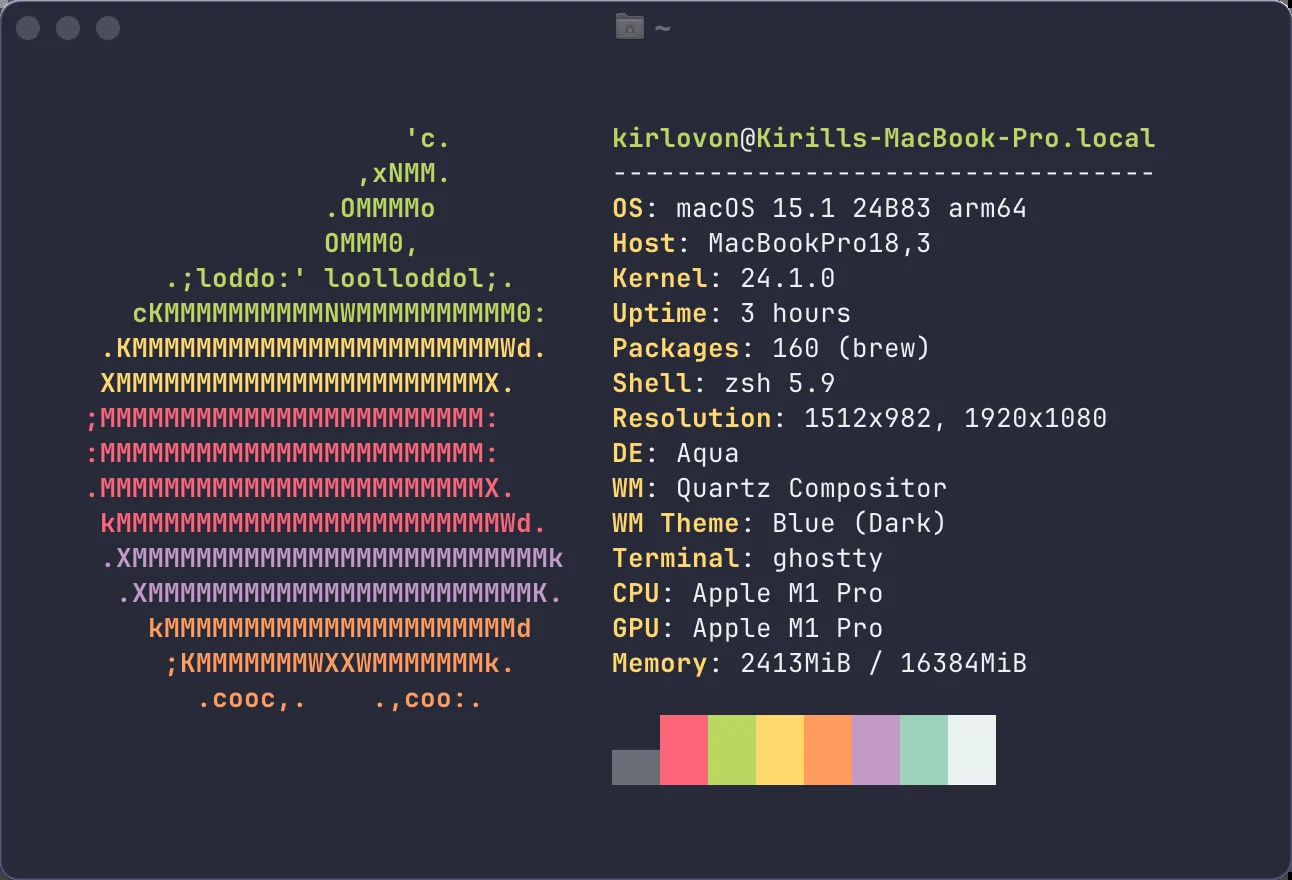 ~
                    'c.
                 ,xNMM.
               .OMMMMo
               OMMM0,
     .;loddo:' loolloddol;.
   cKMMMMMMMMMMNWMMMMMMMMMM0:
 .KMMMMMMMMMMMMMMMMMMMMMMMWd.
 XMMMMMMMMMMMMMMMMMMMMMMMX.
;MMMMMMMMMMMMMMMMMMMMMMMM:
:MMMMMMMMMMMMMMMMMMMMMMMM:
.MMMMMMMMMMMMMMMMMMMMMMMMX.
 kMMMMMMMMMMMMMMMMMMMMMMMMWd.
 .XMMMMMMMMMMMMMMMMMMMMMMMMMMk
  .XMMMMMMMMMMMMMMMMMMMMMMMMK.
    kMMMMMMMMMMMMMMMMMMMMMMd
     ;KMMMMMMMWXXWMMMMMMMk.
       .cooc,.    .,coo:.
kirlovon@Kirills-MacBook-Pro.local
----------------------------------
OS: macOS 15.1 24B83 arm64
Host: MacBookPro18,3
Kernel: 24.1.0
Uptime: 3 hours
Packages: 160 (brew)
Shell: zsh 5.9
Resolution: 1512x982, 1920x1080
DE: Aqua
WM: Quartz Compositor
WM Theme: Blue (Dark)
Terminal: ghostty
CPU: Apple M1 Pro
GPU: Apple M1 Pro
Memory: 2413MiB / 16384MiB